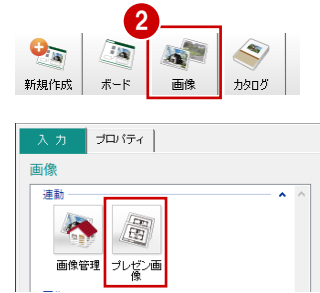 2
新規作成 ボード 画像 カタログ
入 力 プロパティ
画像
連動
画像管理 プレゼン画
像